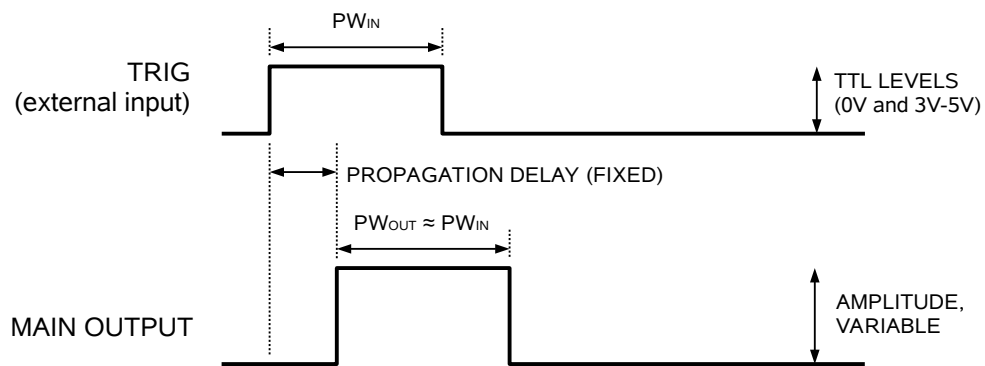 PWIN
TRIG
(external input)
TTL LEVELS
(0V and 3V-5V)
PROPAGATION DELAY (FIXED)
PWOUT ≈ PWIN
MAIN OUTPUT
AMPLITUDE,
VARIABLE